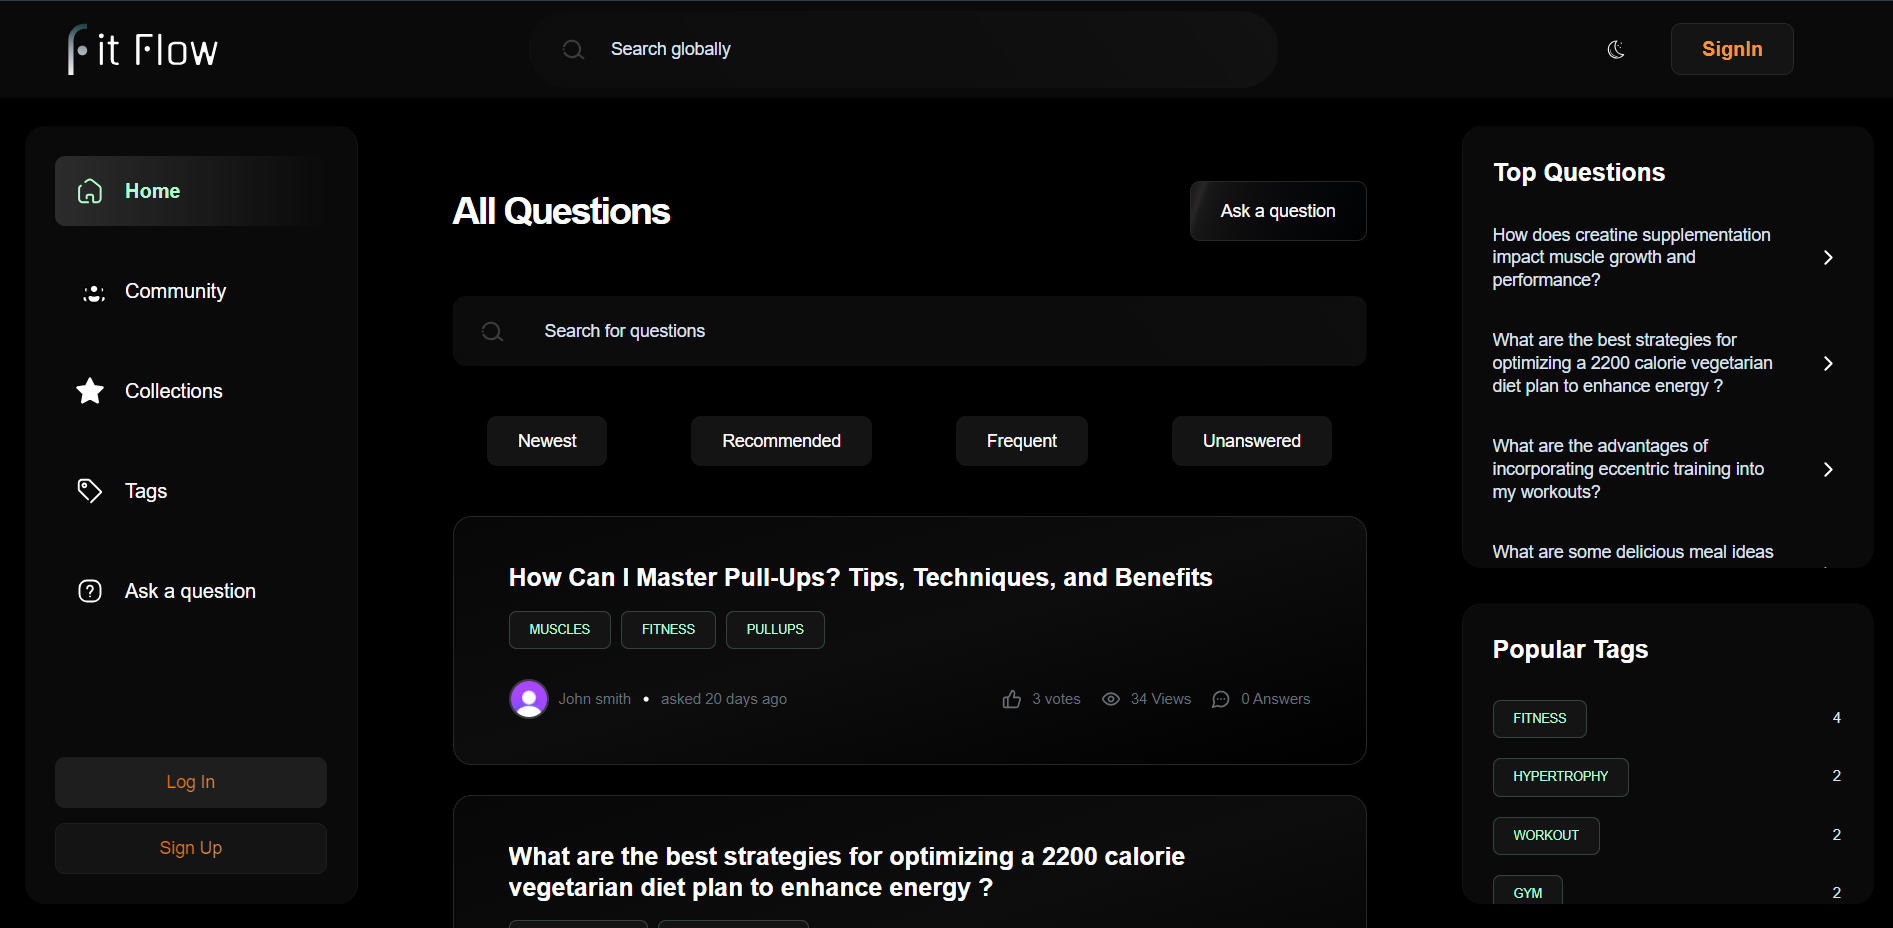 Fit Flow
Search globally
SignIn
Home
Community
Collections
Tags
Ask a question
Log In
Sign Up
All Questions
Ask a question
Search for questions
Newest
Recommended
Frequent
Unanswered
How Can I Master Pull-Ups? Tips, Techniques, and Benefits
MUSCLES
FITNESS
PULLUPS
John smith • asked 20 days ago
3 votes
34 Views
0 Answers
What are the best strategies for optimizing a 2200 calorie
vegetarian diet plan to enhance energy ?
Top Questions
How does creatine supplementation
impact muscle growth and
performance?
What are the best strategies for
optimizing a 2200 calorie vegetarian
diet plan to enhance energy ?
What are the advantages of
incorporating eccentric training into
my workouts?
What are some delicious meal ideas
Popular Tags
FITNESS 4
HYPERTROPHY 2
WORKOUT 2
GYM 2